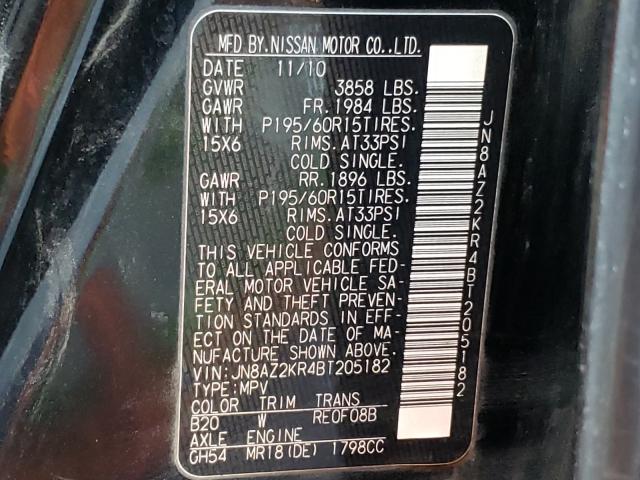 MFD BY.NISSAN MOTOR CO.,LTD.
DATE 11/10
GVWR 3858 LBS.
GAWR FR.1984 LBS.
WITH P195/60R15TIRES.
15X6 RIMS.AT33PSI
COLD SINGLE.
GAWR RR.1896 LBS.
WITH P195/60R15TIRES.
15X6 RIMS.AT33PSI
COLD SINGLE.
THIS VEHICLE CONFORMS
TO ALL APPLICABLE FED-
ERAL MOTOR VEHICLE SA-
FETY AND THEFT PREVEN-
TION STANDARDS IN EFF-
ECT ON THE DATE OF MA-
NUFACTURE SHOWN ABOVE.
VIN:JN8AZ2KR4BT205182
TYPE:MPV
COLOR TRIM TRANS
B20 W RE0F08B
AXLE ENGINE
GH54 MR18(DE) 1798CC
JN8AZ2KR4BT205182